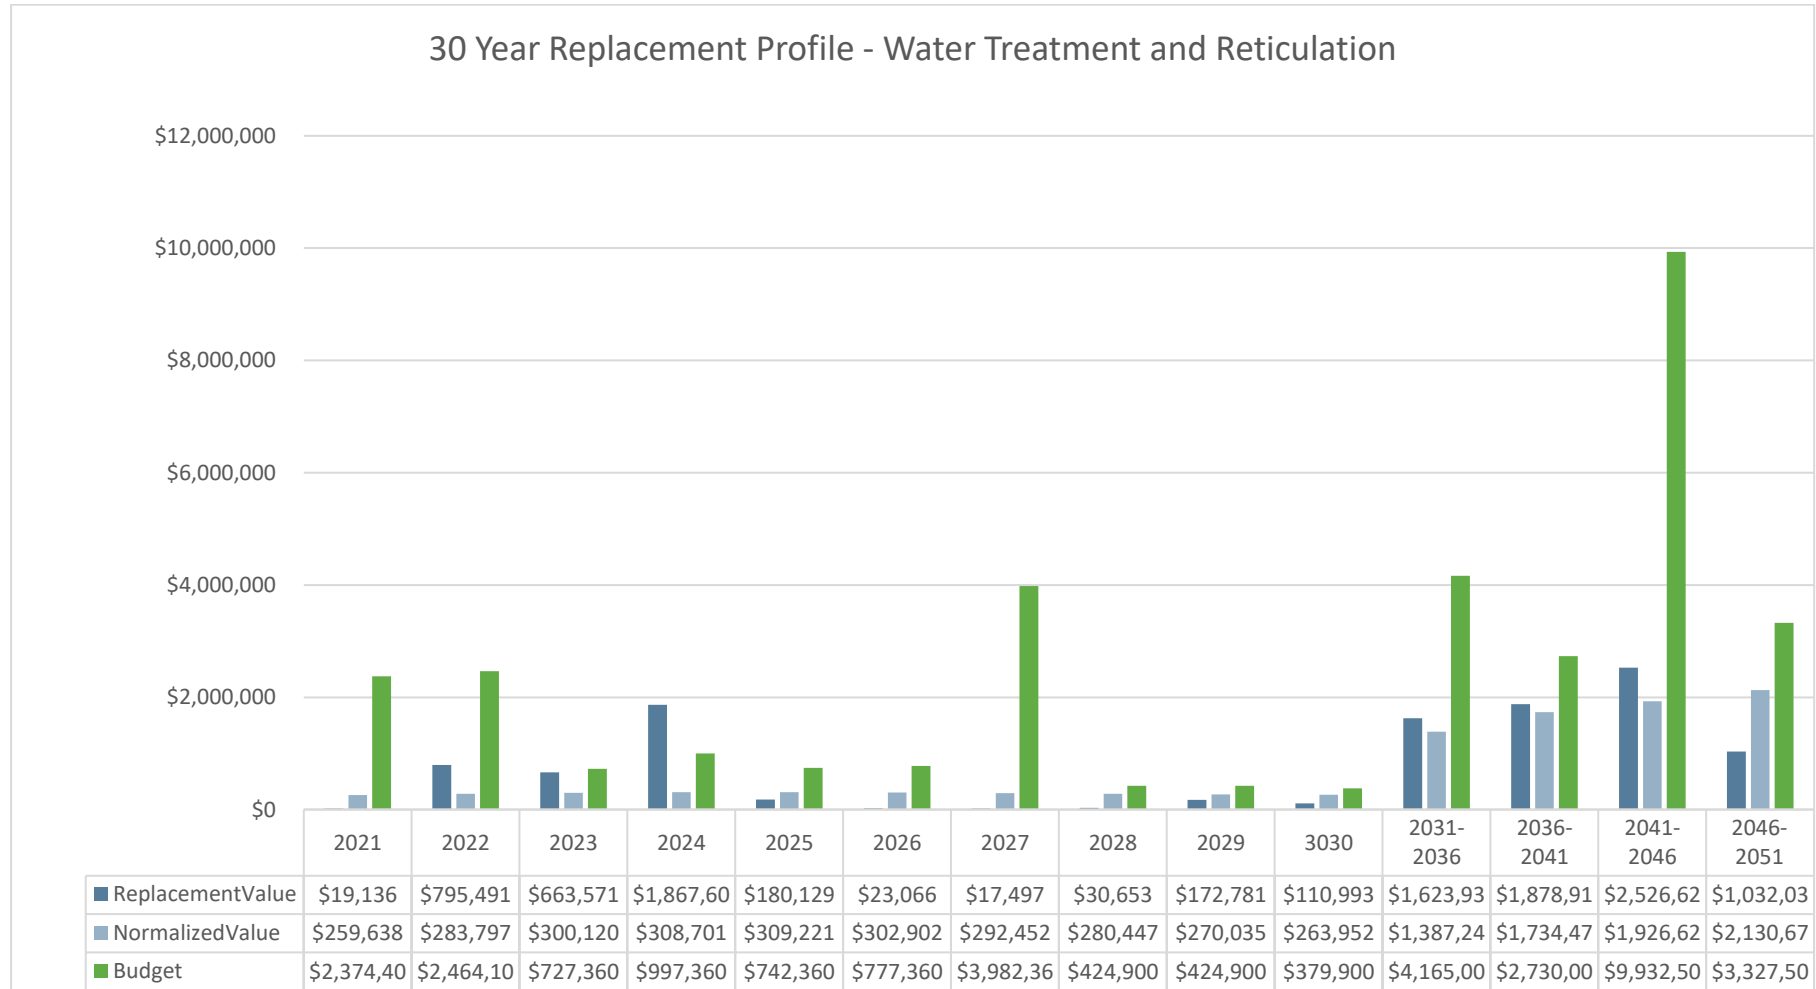 30 Year Replacement Profile - Water Treatment and Reticulation
$12,000,000
$10,000,000
$8,000,000
$6,000,000
$4,000,000
$2,000,000
$0
2021 2022 2023 2024 2025 2026 2027 2028 2029 3030 2031- 2036- 2041- 2046-
2036 2041 2046 2051
ReplacementValue $19,136 $795,491 $663,571 $1,867,60 $180,129 $23,066 $17,497 $30,653 $172,781 $110,993 $1,623,93 $1,878,91 $2,526,62 $1,032,03
NormalizedValue $259,638 $283,797 $300,120 $308,701 $309,221 $302,902 $292,452 $280,447 $270,035 $263,952 $1,387,24 $1,734,47 $1,926,62 $2,130,67
Budget $2,374,40 $2,464,10 $727,360 $997,360 $742,360 $777,360 $3,982,36 $424,900 $424,900 $379,900 $4,165,00 $2,730,00 $9,932,50 $3,327,50